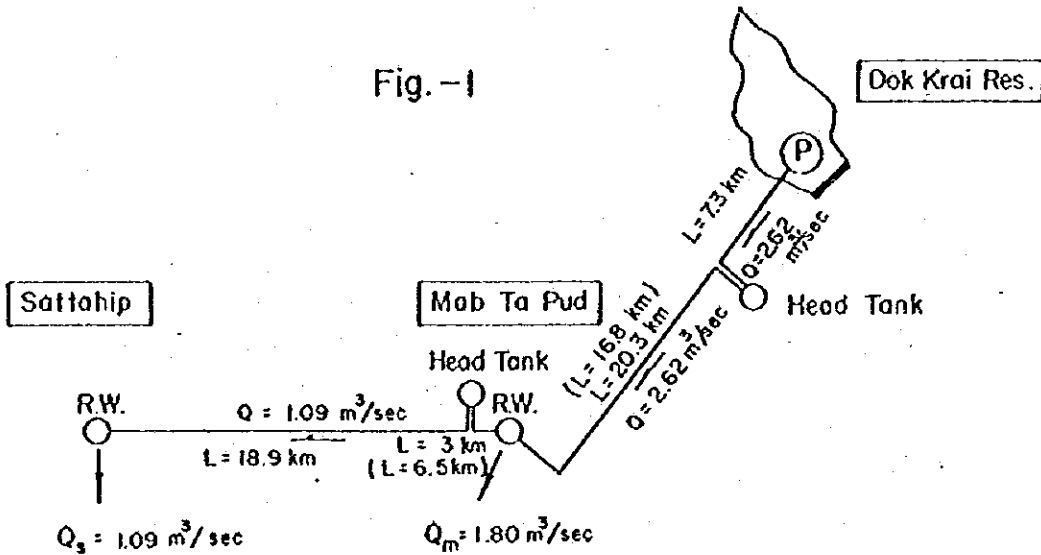 Fig.-1
Dok Krai Res.
P
L=7.3 km
Q=2.62 m³/sec
Head Tank
(L=16.8 km)
L=20.3 km
Q=2.62 m³/sec
Sattahip
Mab Ta Pud
Head Tank
R.W.
R.W.
Q = 1.09 m³/sec
L = 18.9 km
L = 3 km
(L=6.5km)
Qs = 1.09 m³/sec
Qm=1.80 m³/sec